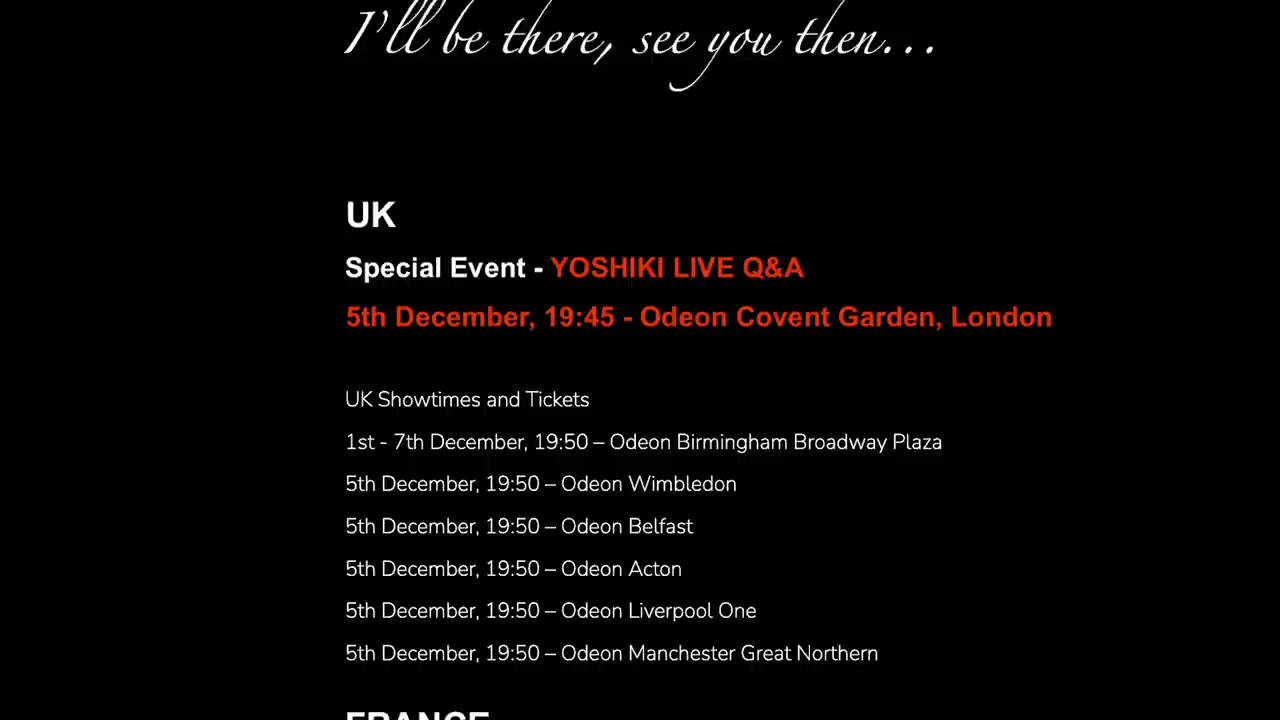 I'll be there, see you then...
UK
Special Event - YOSHIKI LIVE Q&A
5th December, 19:45 - Odeon Covent Garden, London
UK Showtimes and Tickets
1st - 7th December, 19:50 – Odeon Birmingham Broadway Plaza
5th December, 19:50 – Odeon Wimbledon
5th December, 19:50 – Odeon Belfast
5th December, 19:50 – Odeon Acton
5th December, 19:50 – Odeon Liverpool One
5th December, 19:50 – Odeon Manchester Great Northern
FRANCE